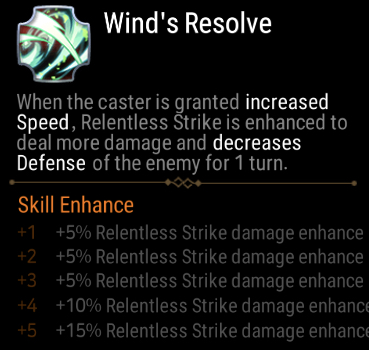 Wind's Resolve
When the caster is granted increased
Speed, Relentless Strike is enhanced to
deal more damage and decreases
Defense of the enemy for 1 turn.
Skill Enhance
+1 +5% Relentless Strike damage enhance
+2 +5% Relentless Strike damage enhance
+3 +5% Relentless Strike damage enhance
+4 +10% Relentless Strike damage enhance
+5 +15% Relentless Strike damage enhance